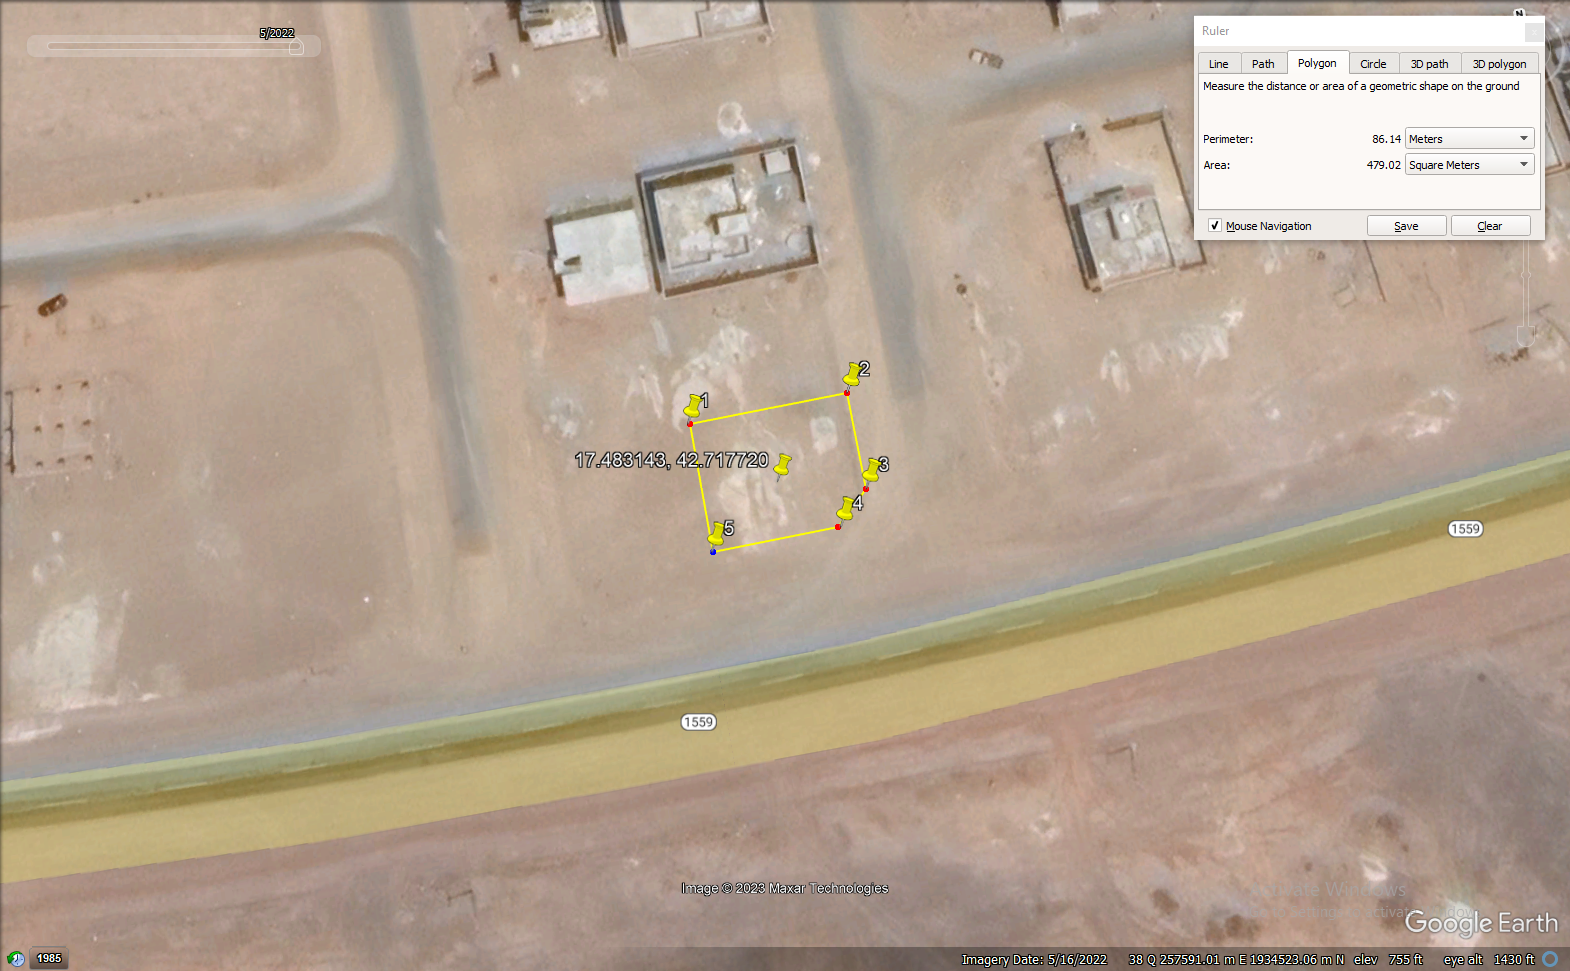 5/2022
N
Ruler
Line Path Polygon Circle 3D path 3D polygon
Measure the distance or area of a geometric shape on the ground
Perimeter: 86.14 Meters
Area: 479.02 Square Meters
Mouse Navigation Save Clear
2
1
17.483143, 42.717720
3
4
5
1559
1559
Image © 2023 Maxar Technologies
Google Earth
1985
Imagery Date: 5/16/2022 38 Q 257591.01 m E 1934523.06 m N elev 755 ft eye alt 1430 ft